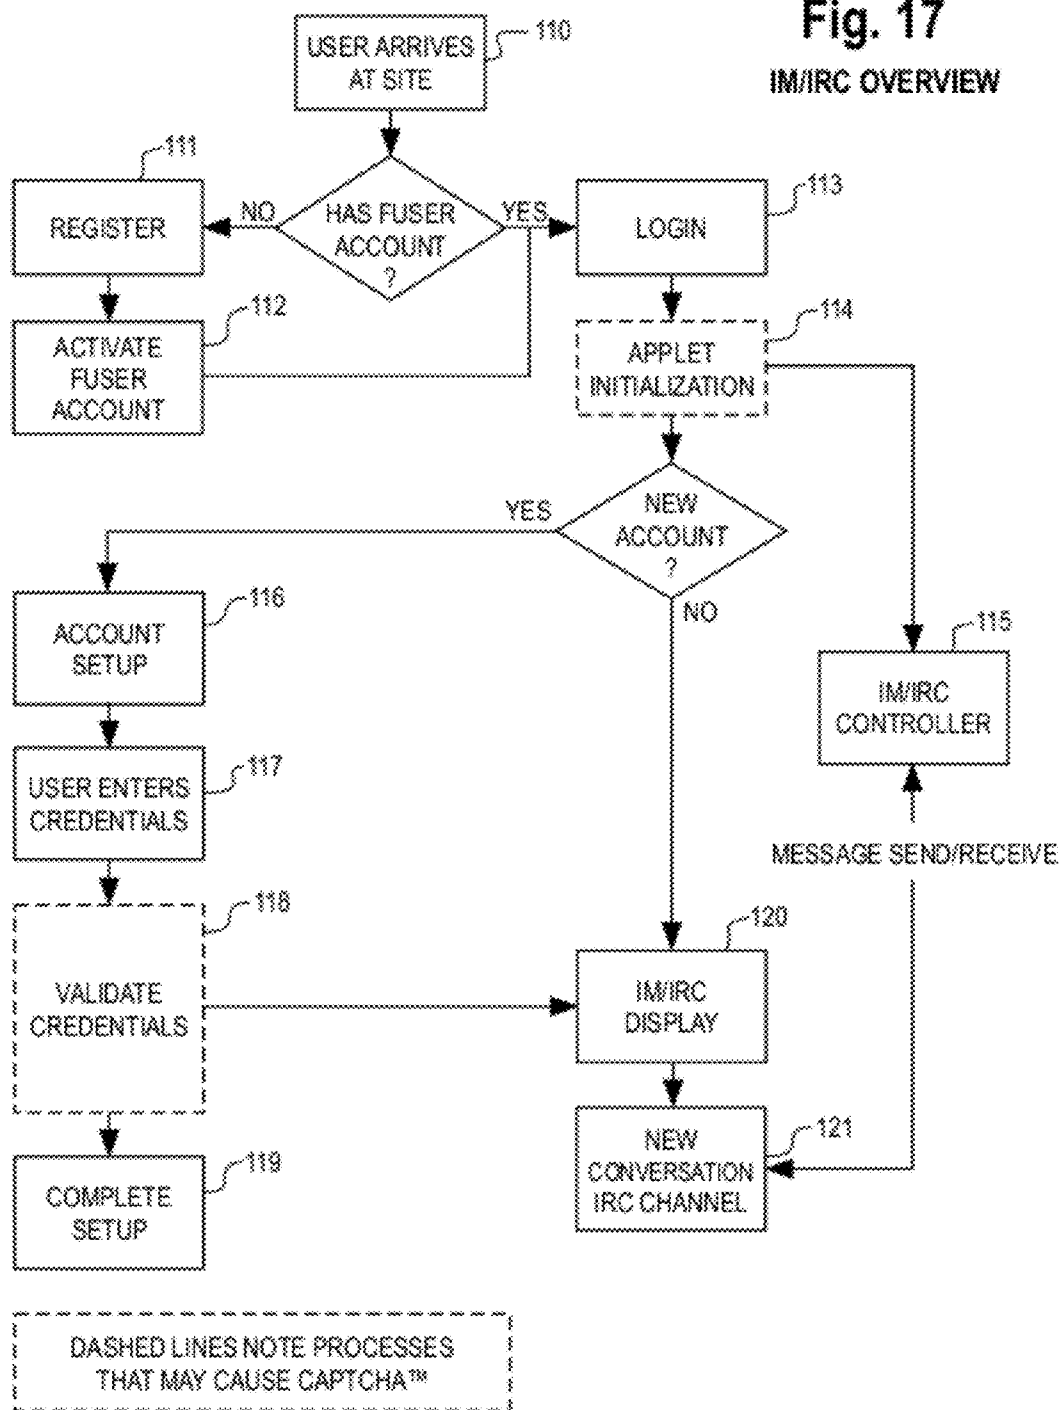 Fig. 17
IM/IRC OVERVIEW
USER ARRIVES
AT SITE
110
HAS FUSER
ACCOUNT
?
NO
YES
111
REGISTER
112
ACTIVATE
FUSER
ACCOUNT
113
LOGIN
114
APPLET
INITIALIZATION
NEW
ACCOUNT
?
YES
NO
115
IM/IRC
CONTROLLER
116
ACCOUNT
SETUP
117
USER ENTERS
CREDENTIALS
MESSAGE SEND/RECEIVE
118
VALIDATE
CREDENTIALS
120
IM/IRC
DISPLAY
119
COMPLETE
SETUP
121
NEW
CONVERSATION
IRC CHANNEL
DASHED LINES NOTE PROCESSES
THAT MAY CAUSE CAPTCHA™